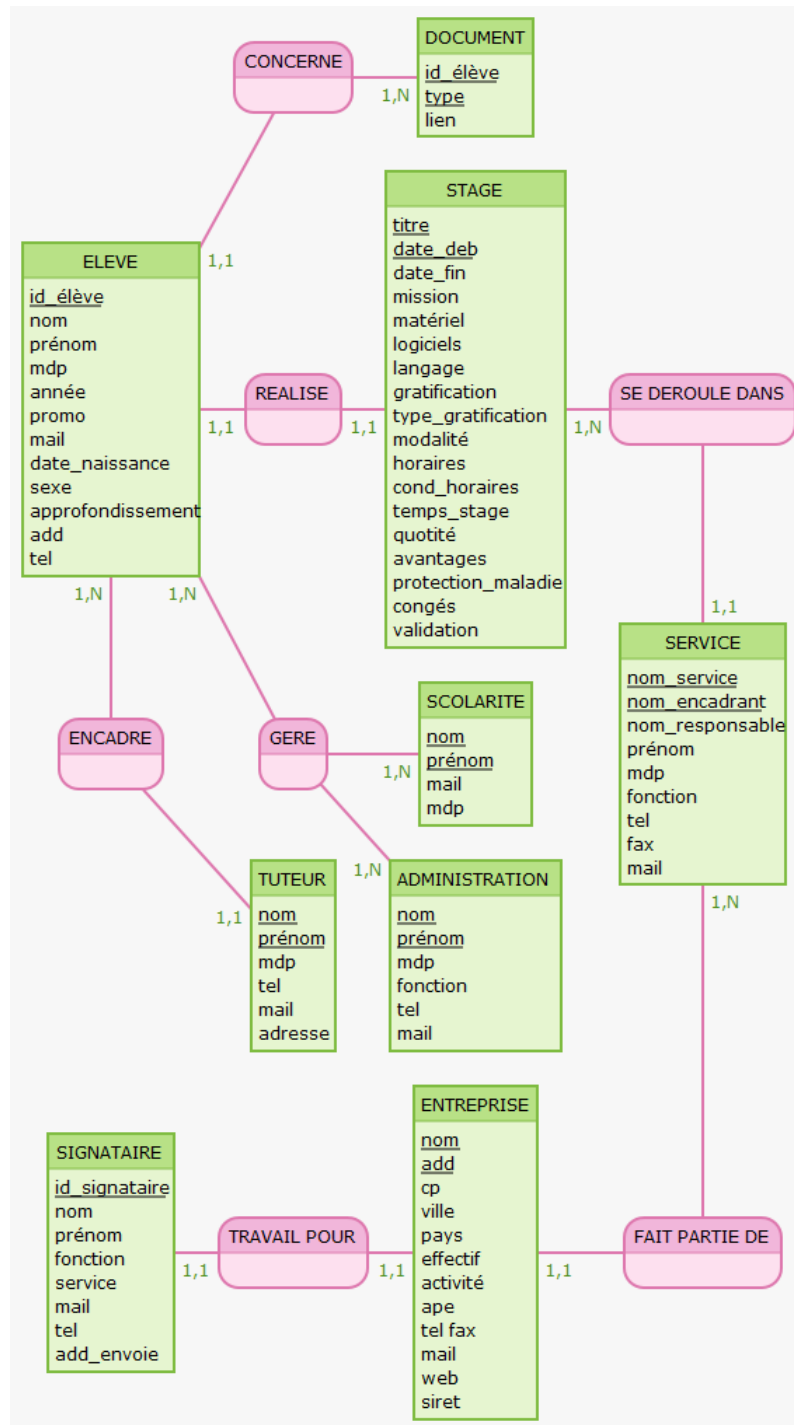 DOCUMENT
id_élève
type
lien
CONCERNE
1,N
1,1
STAGE
titre
date_deb
date_fin
mission
matériel
logiciels
langage
gratification
type_gratification
modalité
horaires
cond_horaires
temps_stage
quotité
avantages
protection_maladie
congés
validation
ELEVE
id_élève
nom
prénom
mdp
année
promo
mail
date_naissance
sexe
approfondissement
add
tel
REALISE
1,1
1,1
SE DEROULE DANS
1,N
1,1
1,N
1,N
SERVICE
nom_service
nom_encadrant
nom_responsable
prénom
mdp
fonction
tel
fax
mail
1,N
SCOLARITE
nom
prénom
mail
mdp
ENCADRE
GERE
1,N
1,N
1,1
TUTEUR
nom
prénom
mdp
tel
mail
adresse
ADMINISTRATION
nom
prénom
mdp
fonction
tel
mail
ENTREPRISE
nom
add
cp
ville
pays
effectif
activité
ape
tel fax
mail
web
siret
SIGNATAIRE
id_signataire
nom
prénom
fonction
service
mail
tel
add_envoie
TRAVAIL POUR
1,1
1,1
FAIT PARTIE DE
1,1